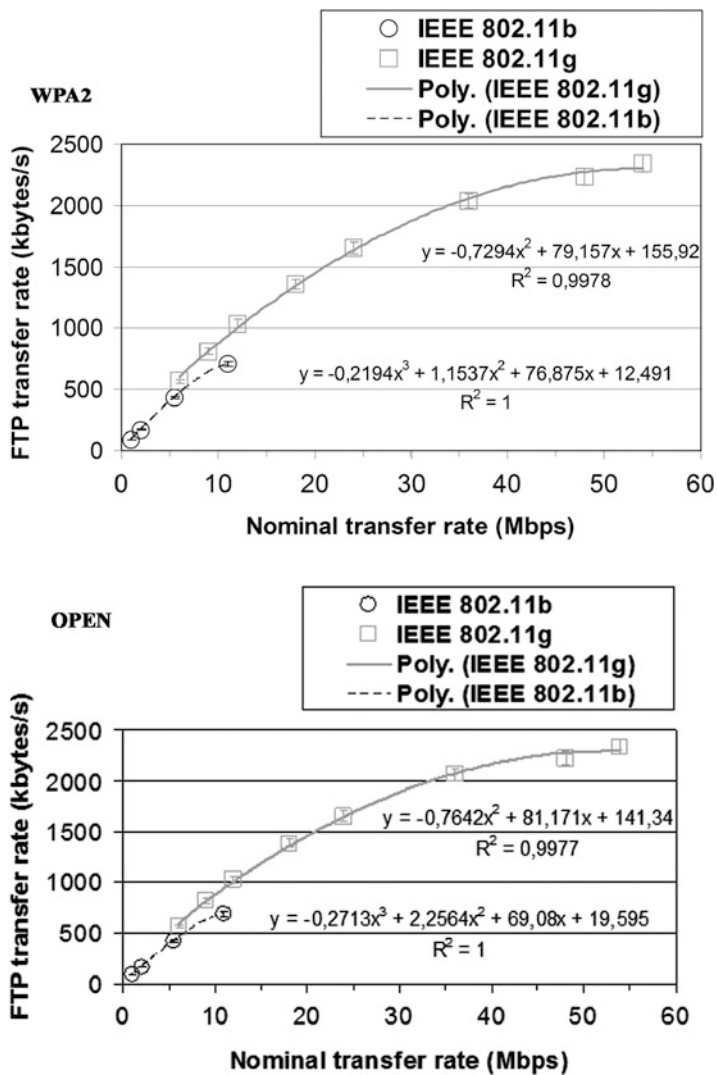 IEEE 802.11b
IEEE 802.11g
WPA2
Poly. (IEEE 802.11g)
Poly. (IEEE 802.11b)
2500
2000
1500
1000
500
0
FTP transfer rate (kbytes/s)
y = -0,7294x² + 79,157x + 155,92
R² = 0,9978
y = -0,2194x³ + 1,1537x² + 76,875x + 12,491
R² = 1
0 10 20 30 40 50 60
Nominal transfer rate (Mbps)
IEEE 802.11b
OPEN
IEEE 802.11g
Poly. (IEEE 802.11g)
Poly. (IEEE 802.11b)
2500
2000
1500
1000
500
0
FTP transfer rate (kbytes/s)
y = -0,7642x² + 81,171x + 141,34
R² = 0,9977
y = -0,2713x³ + 2,2564x² + 69,08x + 19,595
R² = 1
0 10 20 30 40 50 60
Nominal transfer rate (Mbps)